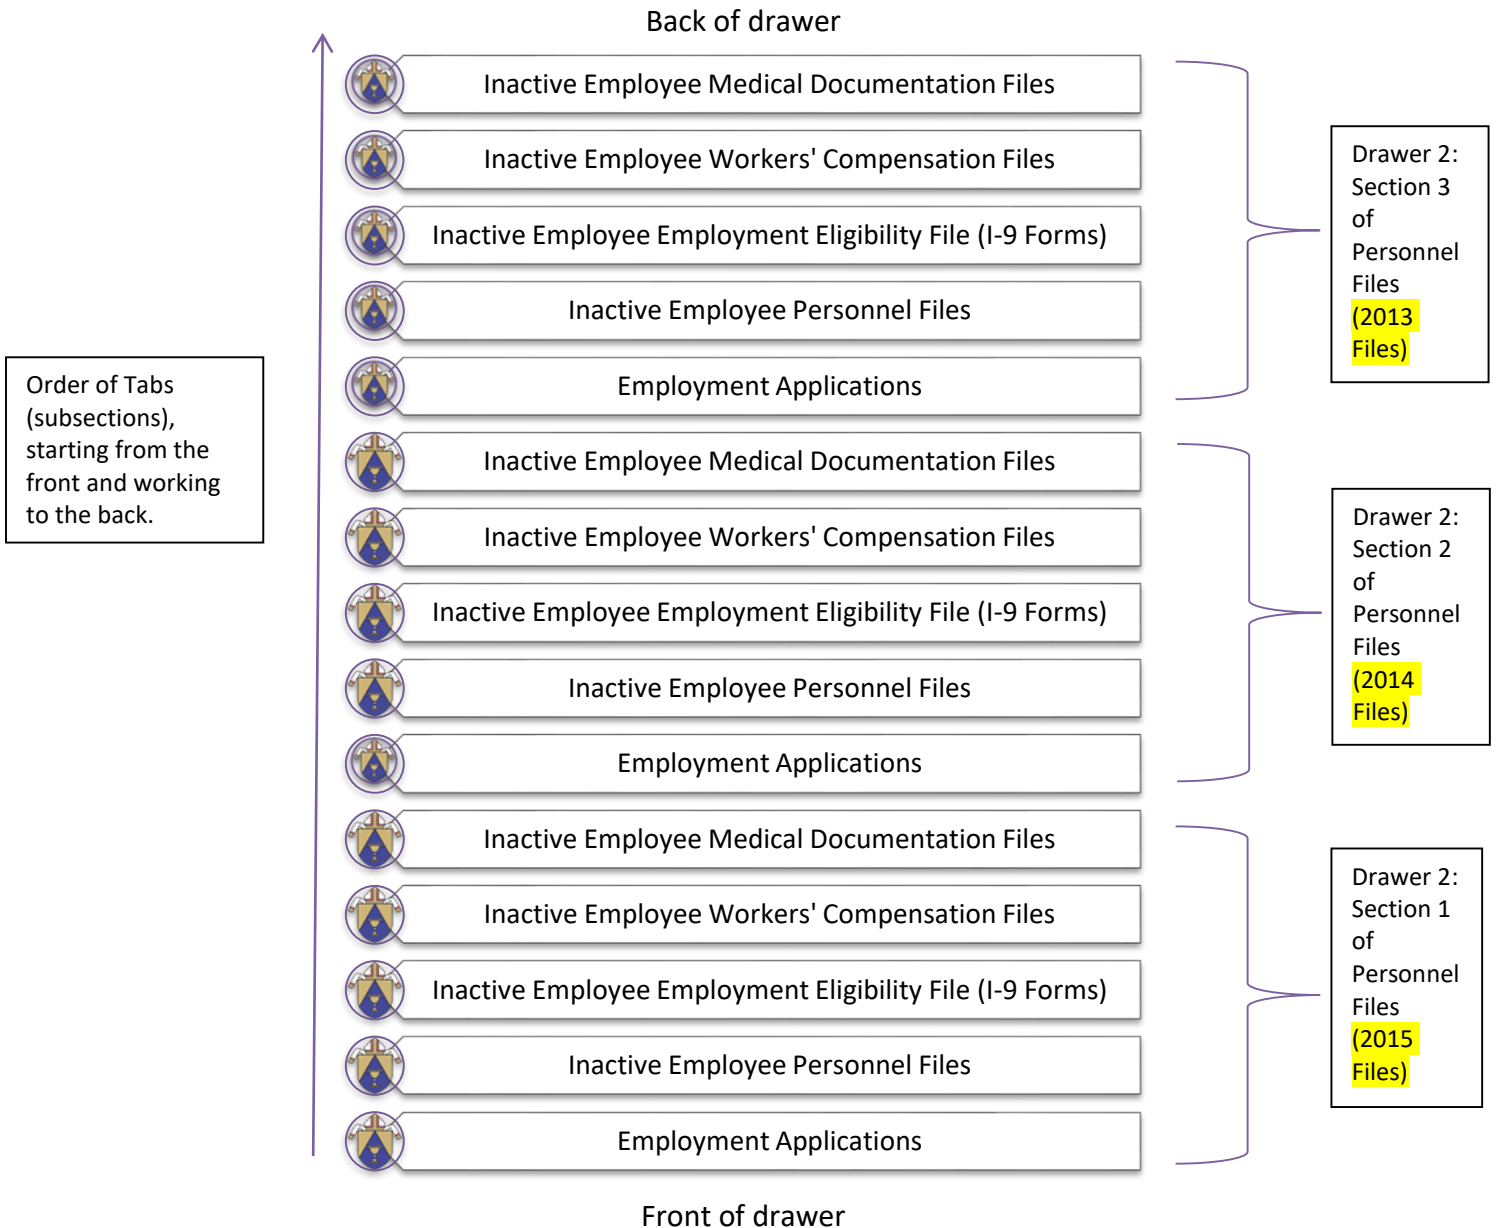 Back of drawer
Inactive Employee Medical Documentation Files
Inactive Employee Workers' Compensation Files
Inactive Employee Employment Eligibility File (I-9 Forms)
Inactive Employee Personnel Files
Employment Applications
Inactive Employee Medical Documentation Files
Inactive Employee Workers' Compensation Files
Inactive Employee Employment Eligibility File (I-9 Forms)
Inactive Employee Personnel Files
Employment Applications
Inactive Employee Medical Documentation Files
Inactive Employee Workers' Compensation Files
Inactive Employee Employment Eligibility File (I-9 Forms)
Inactive Employee Personnel Files
Employment Applications
Front of drawer
Order of Tabs
(subsections),
starting from the
front and working
to the back.
Drawer 2:
Section 3
of
Personnel
Files
(2013
Files)
Drawer 2:
Section 2
of
Personnel
Files
(2014
Files)
Drawer 2:
Section 1
of
Personnel
Files
(2015
Files)